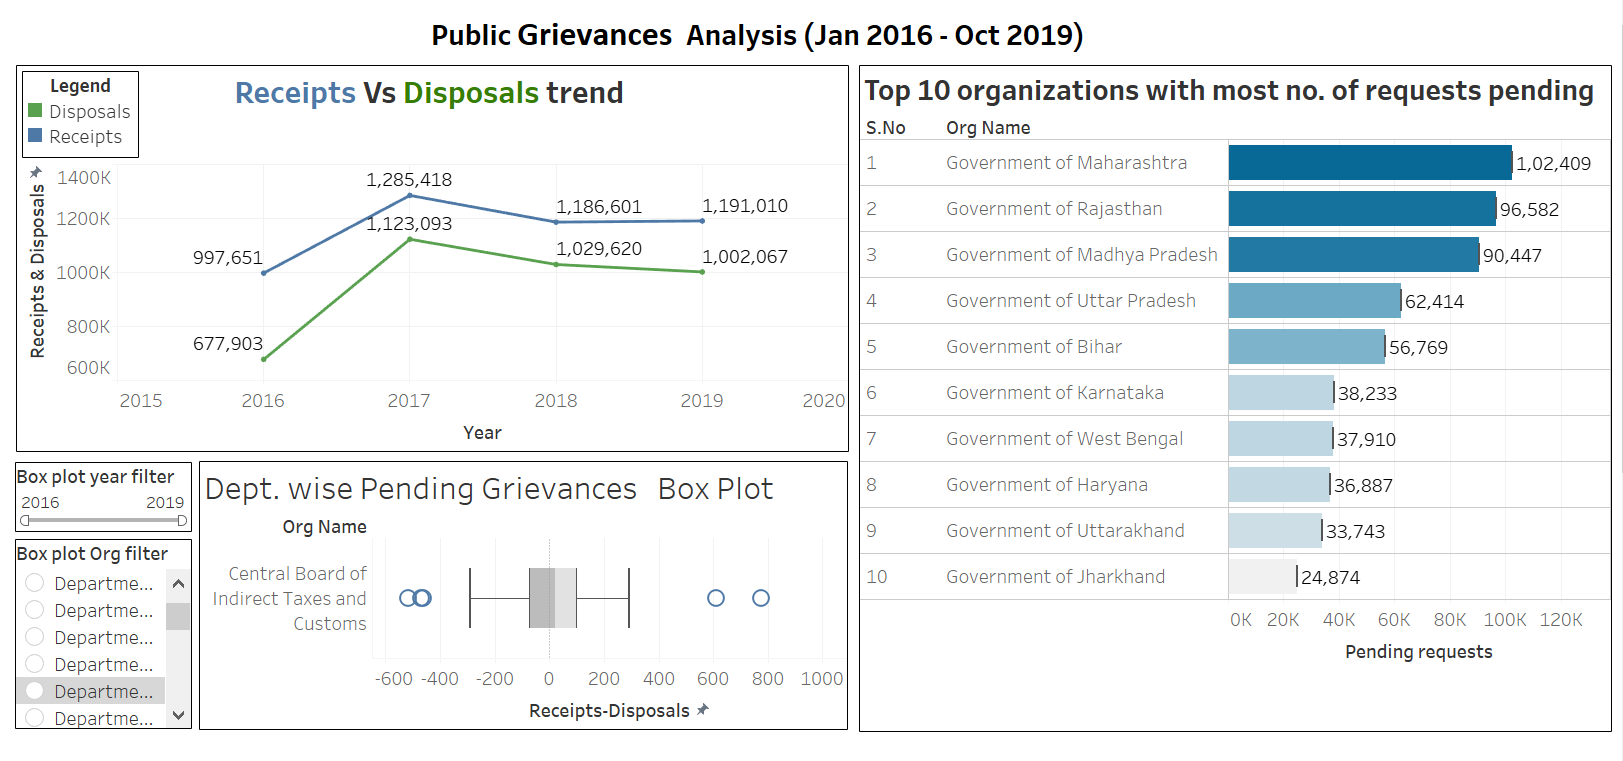 Public Grievances Analysis (Jan 2016 - Oct 2019)
Legend
Disposals
Receipts
Receipts Vs Disposals trend
Receipts & Disposals
1400K
1200K
1000K
800K
600K
997,651
1,285,418
1,186,601
1,191,010
677,903
1,123,093
1,029,620
1,002,067
2015 2016 2017 2018 2019 2020
Year
Box plot year filter
2016 2019
Box plot Org filter
Departme...
Departme...
Departme...
Departme...
Departme...
Departme...
Dept. wise Pending Grievances Box Plot
Org Name
Central Board of
Indirect Taxes and
Customs
-600 -400 -200 0 200 400 600 800 1000
Receipts-Disposals
Top 10 organizations with most no. of requests pending
S.No Org Name
1 Government of Maharashtra 1,02,409
2 Government of Rajasthan 96,582
3 Government of Madhya Pradesh 90,447
4 Government of Uttar Pradesh 62,414
5 Government of Bihar 56,769
6 Government of Karnataka 38,233
7 Government of West Bengal 37,910
8 Government of Haryana 36,887
9 Government of Uttarakhand 33,743
10 Government of Jharkhand 24,874
0K 20K 40K 60K 80K 100K 120K
Pending requests